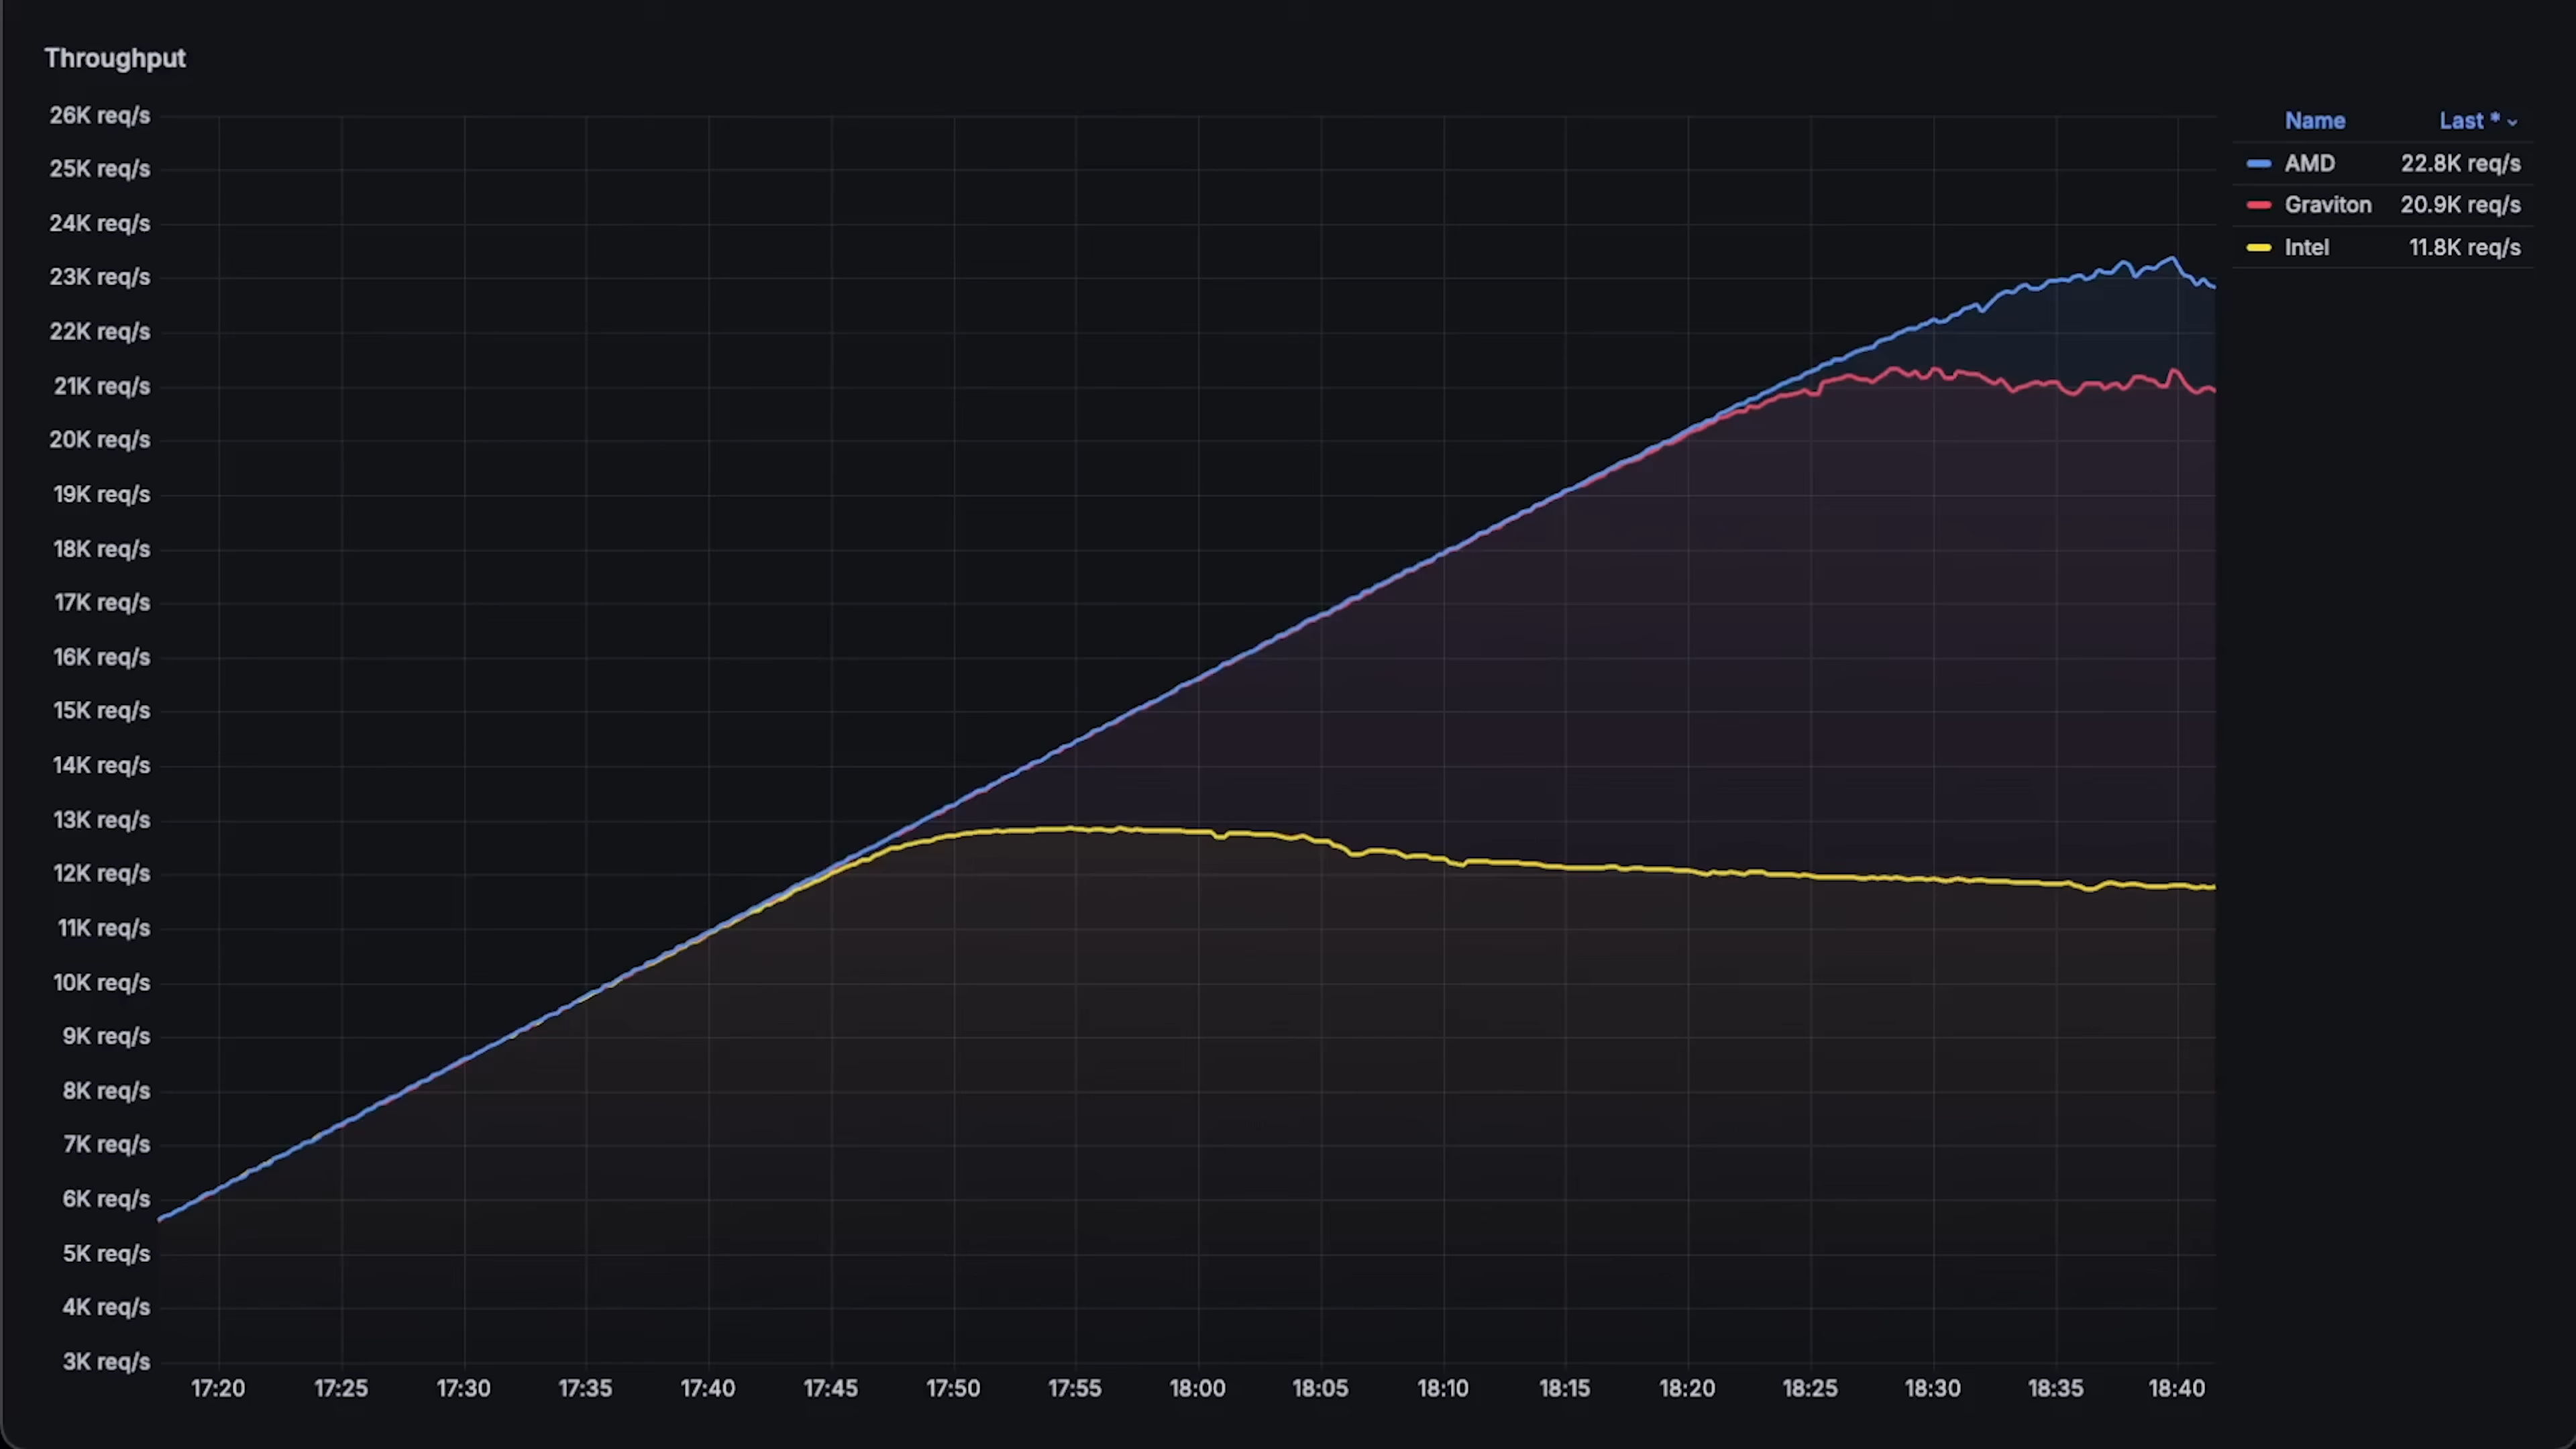 Throughput
26K req/s
25K req/s
24K req/s
23K req/s
22K req/s
21K req/s
20K req/s
19K req/s
18K req/s
17K req/s
16K req/s
15K req/s
14K req/s
13K req/s
12K req/s
11K req/s
10K req/s
9K req/s
8K req/s
7K req/s
6K req/s
5K req/s
4K req/s
3K req/s
17:20 17:25 17:30 17:35 17:40 17:45 17:50 17:55 18:00 18:05 18:10 18:15 18:20 18:25 18:30 18:35 18:40
Name Last *
AMD 22.8K req/s
Graviton 20.9K req/s
Intel 11.8K req/s